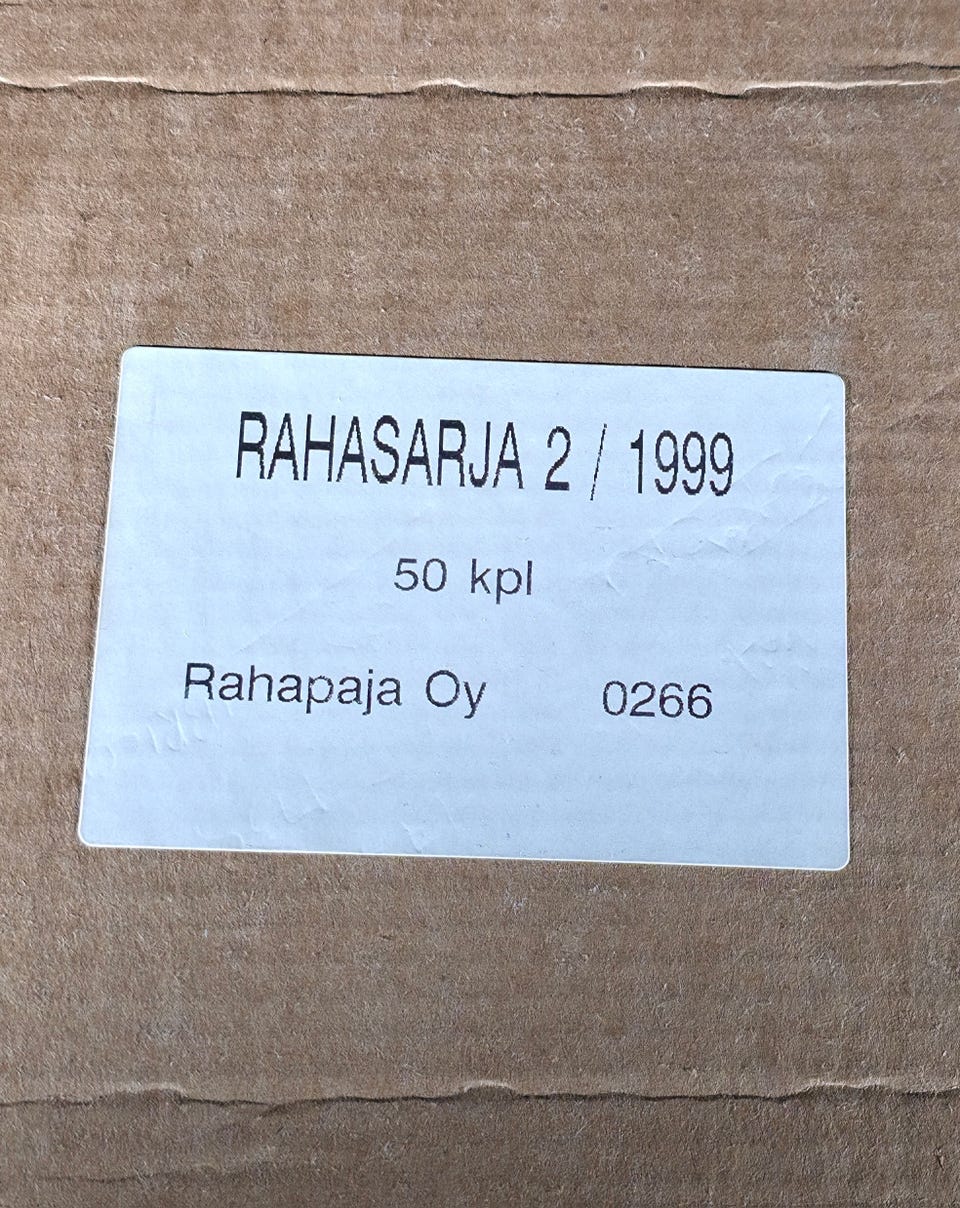 RAHASARJA 2 / 1999
50 kpl
Rahapaja Oy 0266